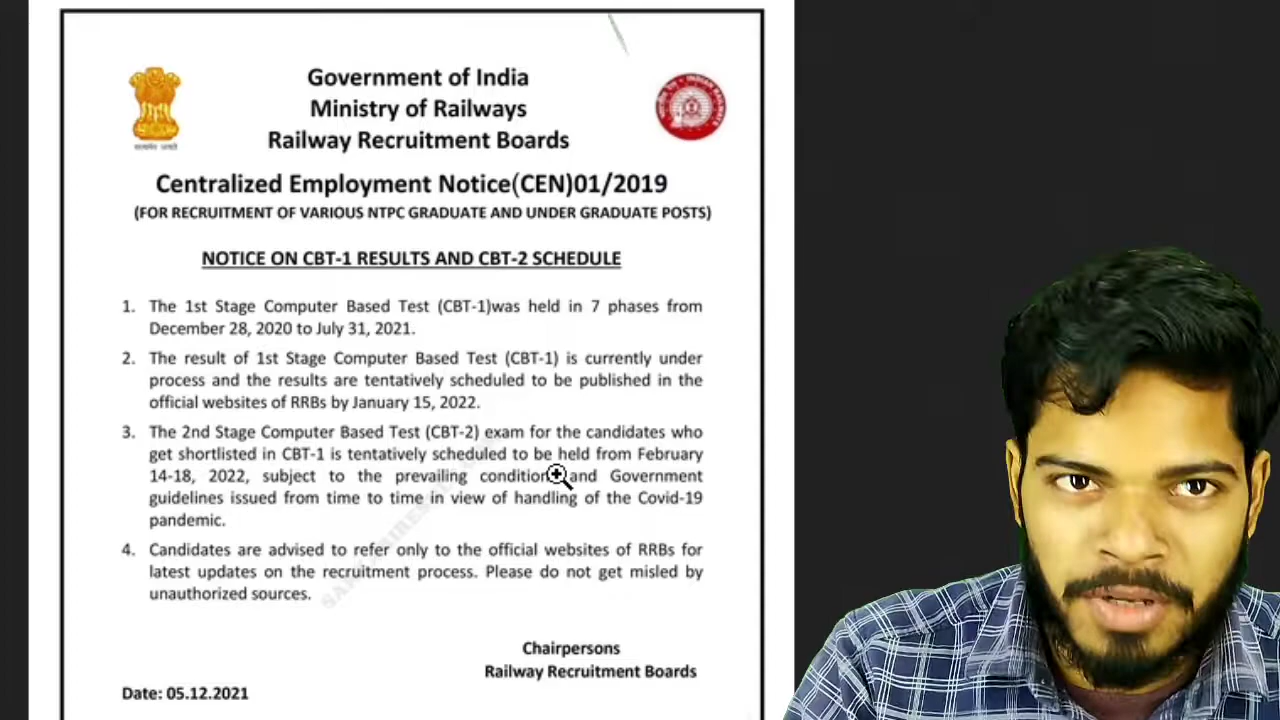 Government of India
Ministry of Railways
Railway Recruitment Boards
Centralized Employment Notice(CEN)01/2019
(FOR RECRUITMENT OF VARIOUS NTPC GRADUATE AND UNDER GRADUATE POSTS)
NOTICE ON CBT-1 RESULTS AND CBT-2 SCHEDULE
1. The 1st Stage Computer Based Test (CBT-1)was held in 7 phases from
December 28, 2020 to July 31, 2021.
2. The result of 1st Stage Computer Based Test (CBT-1) is currently under
process and the results are tentatively scheduled to be published in the
official websites of RRBs by January 15, 2022.
3. The 2nd Stage Computer Based Test (CBT-2) exam for the candidates who
get shortlisted in CBT-1 is tentatively scheduled to be held from February
14-18, 2022, subject to the prevailing condition and Government
guidelines issued from time to time in view of handling of the Covid-19
pandemic.
4. Candidates are advised to refer only to the official websites of RRBs for
latest updates on the recruitment process. Please do not get misled by
unauthorized sources.
Chairpersons
Railway Recruitment Boards
Date: 05.12.2021